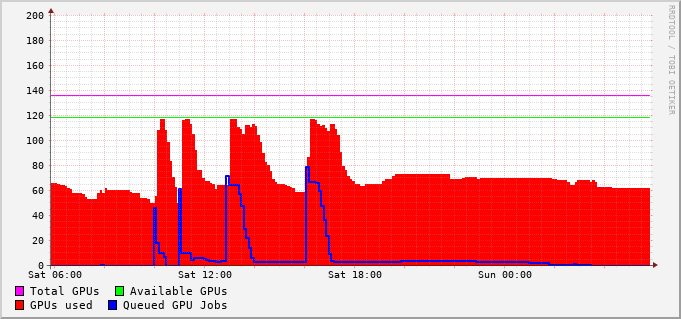 200
180
160
140
120
100
80
60
40
20
0
Sat 06:00 Sat 12:00 Sat 18:00 Sun 00:00
Total GPUs Available GPUs
GPUs used Queued GPU Jobs
RRDTOOL / TOBI OETIKER